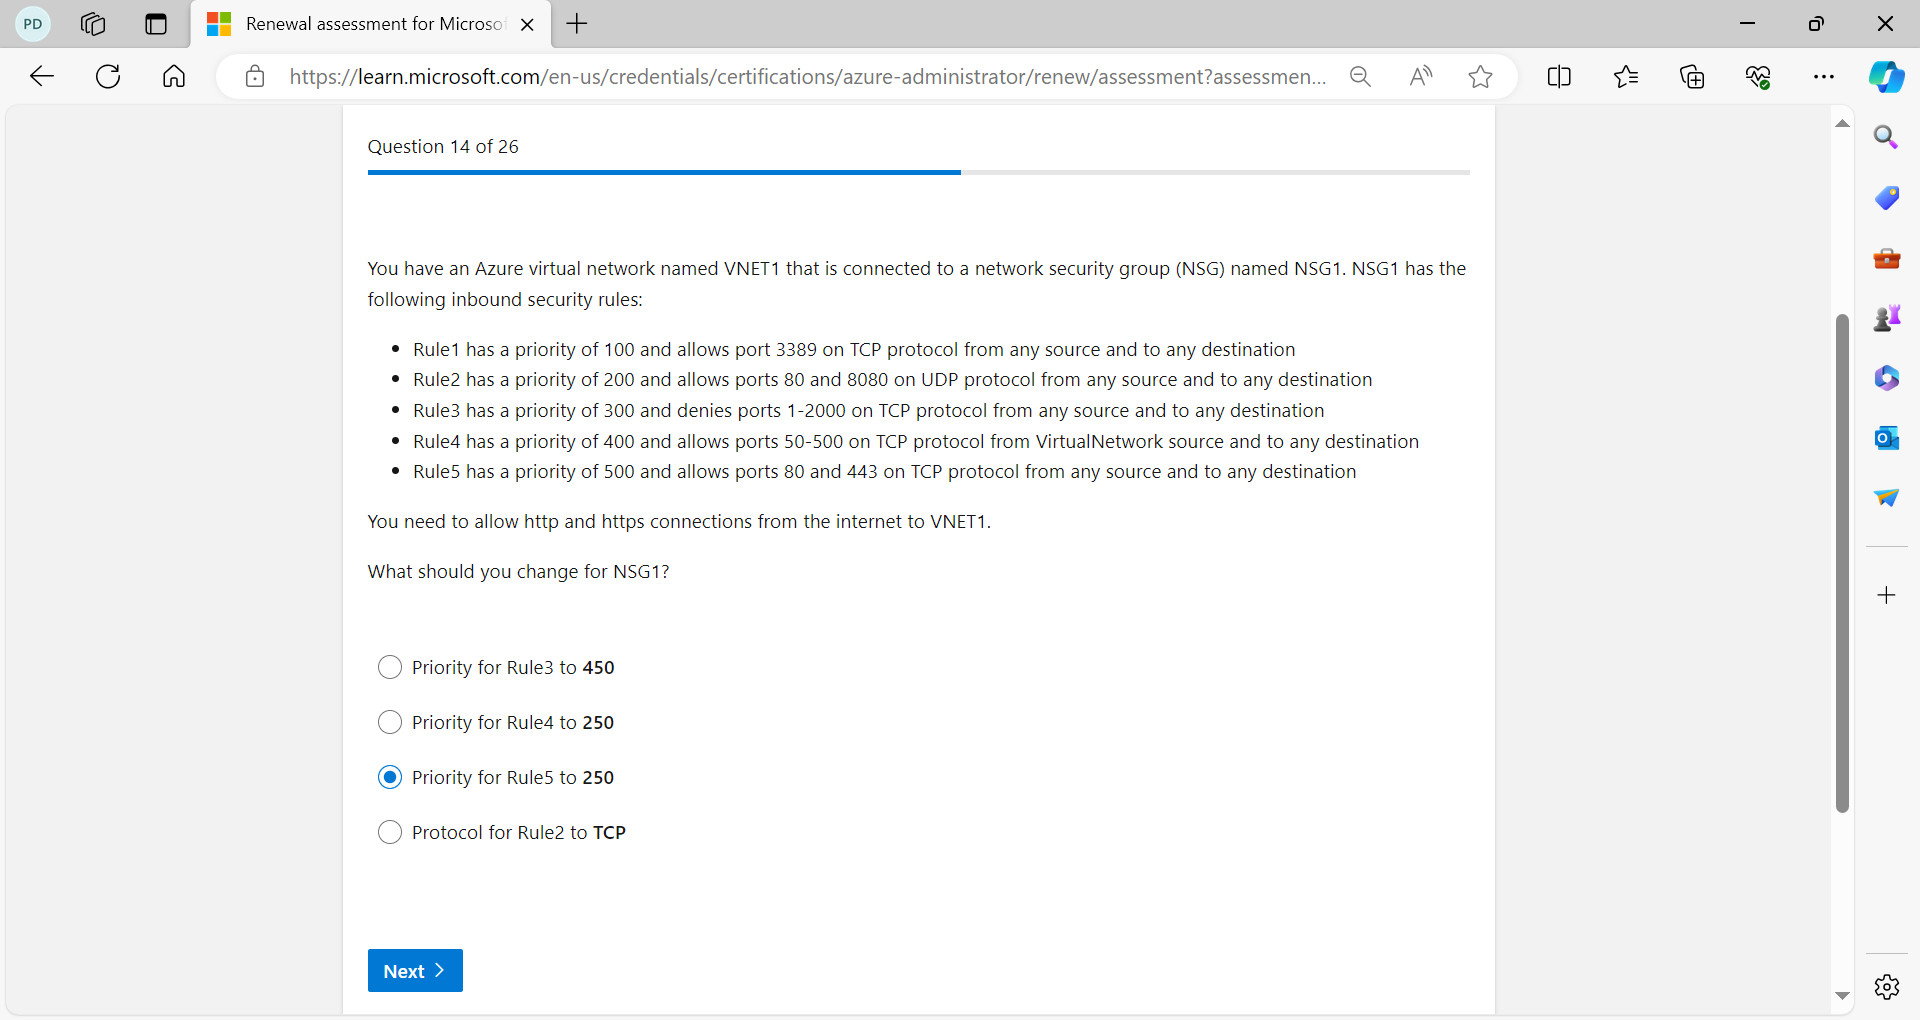 PD
Renewal assessment for Microsof
https://learn.microsoft.com/en-us/credentials/certifications/azure-administrator/renew/assessment?assessmen...
Question 14 of 26
You have an Azure virtual network named VNET1 that is connected to a network security group (NSG) named NSG1. NSG1 has the
following inbound security rules:
• Rule1 has a priority of 100 and allows port 3389 on TCP protocol from any source and to any destination
• Rule2 has a priority of 200 and allows ports 80 and 8080 on UDP protocol from any source and to any destination
• Rule3 has a priority of 300 and denies ports 1-2000 on TCP protocol from any source and to any destination
• Rule4 has a priority of 400 and allows ports 50-500 on TCP protocol from VirtualNetwork source and to any destination
• Rule5 has a priority of 500 and allows ports 80 and 443 on TCP protocol from any source and to any destination
You need to allow http and https connections from the internet to VNET1.
What should you change for NSG1?
Priority for Rule3 to 450
Priority for Rule4 to 250
Priority for Rule5 to 250
Protocol for Rule2 to TCP
Next